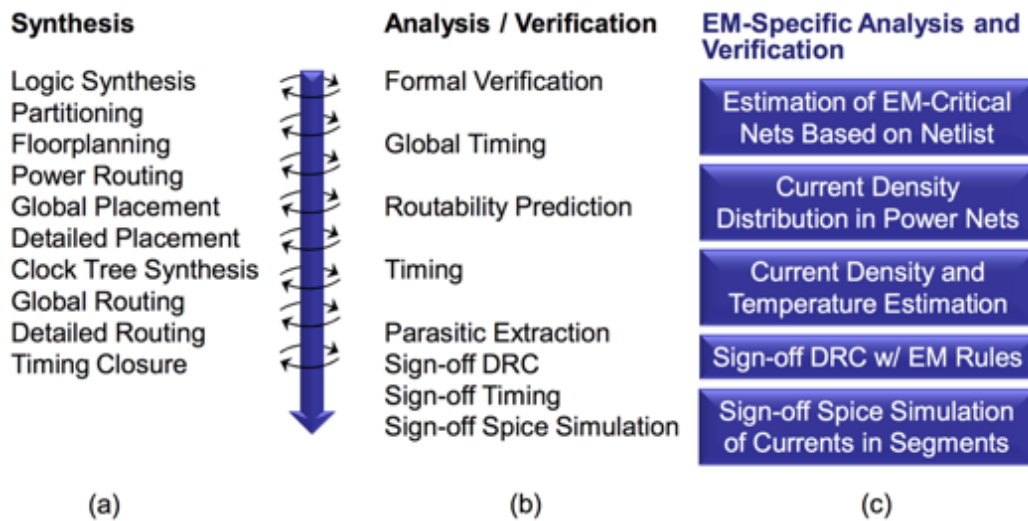 Synthesis
Logic Synthesis
Partitioning
Floorplanning
Power Routing
Global Placement
Detailed Placement
Clock Tree Synthesis
Global Routing
Detailed Routing
Timing Closure
(a)
Analysis / Verification
Formal Verification
Global Timing
Routability Prediction
Timing
Parasitic Extraction
Sign-off DRC
Sign-off Timing
Sign-off Spice Simulation
(b)
EM-Specific Analysis and
Verification
Estimation of EM-Critical
Nets Based on Netlist
Current Density
Distribution in Power Nets
Current Density and
Temperature Estimation
Sign-off DRC w/ EM Rules
Sign-off Spice Simulation
of Currents in Segments
(c)